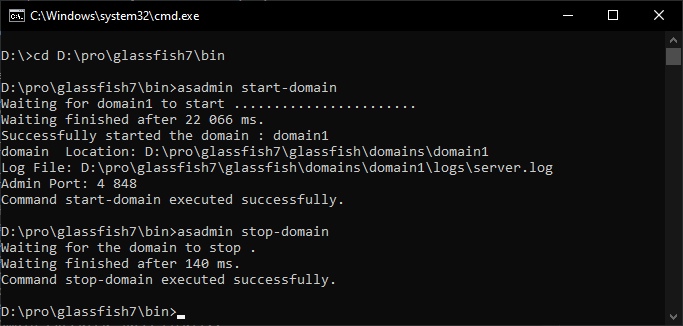 C:\Windows\system32\cmd.exe
D:\>cd D:\pro\glassfish7\bin
D:\pro\glassfish7\bin>asadmin start-domain
Waiting for domain1 to start .......................
Waiting finished after 22 066 ms.
Successfully started the domain : domain1
domain  Location: D:\pro\glassfish7\glassfish\domains\domain1
Log File: D:\pro\glassfish7\glassfish\domains\domain1\logs\server.log
Admin Port: 4 848
Command start-domain executed successfully.
D:\pro\glassfish7\bin>asadmin stop-domain
Waiting for the domain to stop .
Waiting finished after 140 ms.
Command stop-domain executed successfully.
D:\pro\glassfish7\bin>